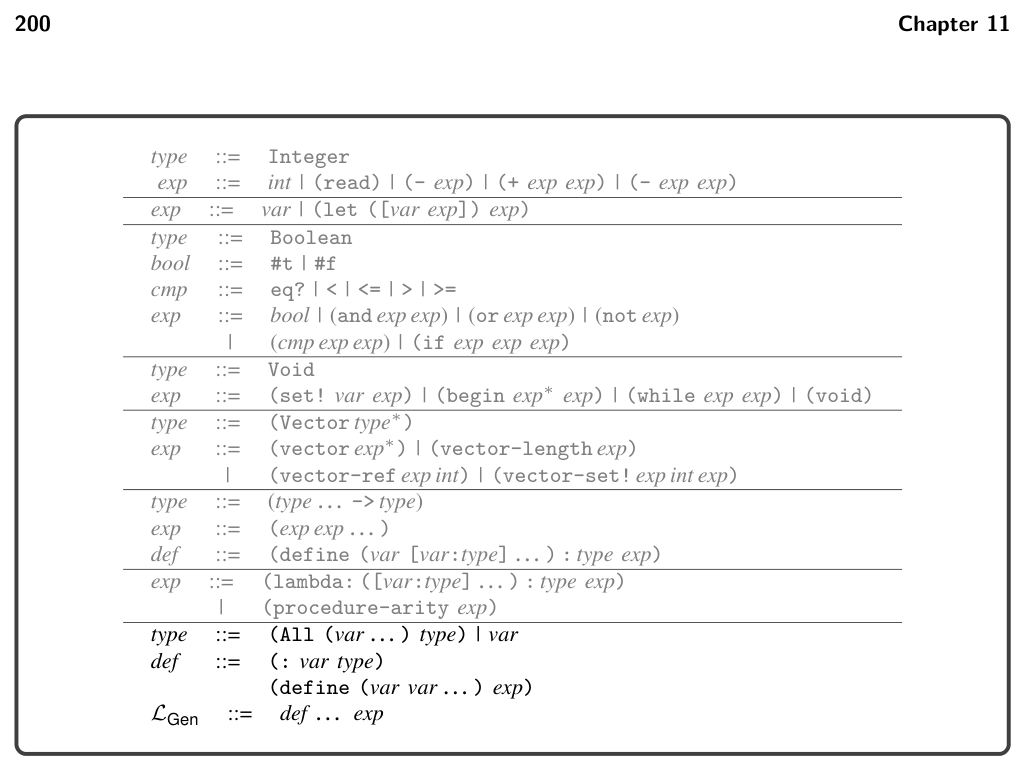 200 Chapter 11
type ::= Integer
exp ::= int | (read) | (- exp) | (+ exp exp) | (- exp exp)
exp ::= var | (let ([var exp]) exp)
type ::= Boolean
bool ::= #t | #f
cmp ::= eq? | < | <= | > | >=
exp ::= bool | (and exp exp) | (or exp exp) | (not exp)
| (cmp exp exp) | (if exp exp exp)
type ::= Void
exp ::= (set! var exp) | (begin exp* exp) | (while exp exp) | (void)
type ::= (Vector type*)
exp ::= (vector exp*) | (vector-length exp)
| (vector-ref exp int) | (vector-set! exp int exp)
type ::= (type ... -> type)
exp ::= (exp exp ...)
def ::= (define (var [var:type] ...) : type exp)
exp ::= (lambda: ([var:type] ...) : type exp)
| (procedure-arity exp)
type ::= (All (var ...) type) | var
def ::= (: var type)
(define (var var ...) exp)
ℒGen ::= def ... exp